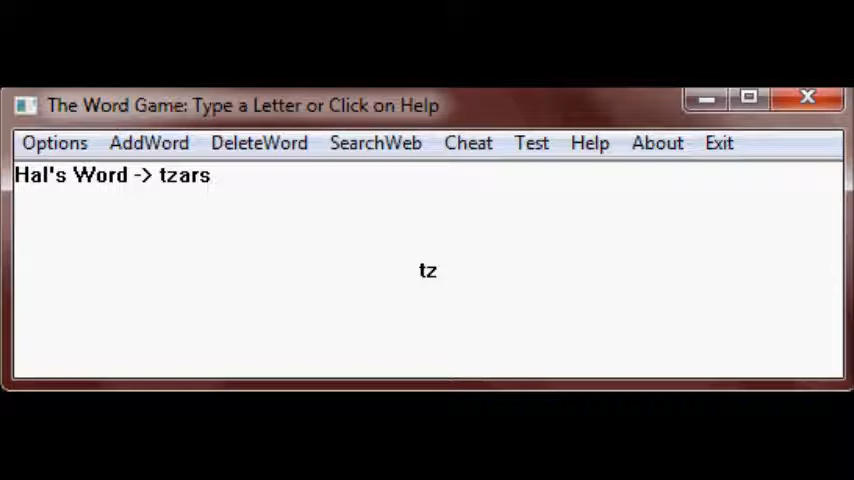 The Word Game: Type a Letter or Click on Help
Options AddWord DeleteWord SearchWeb Cheat Test Help About Exit
Hal's Word -> tzars
tz